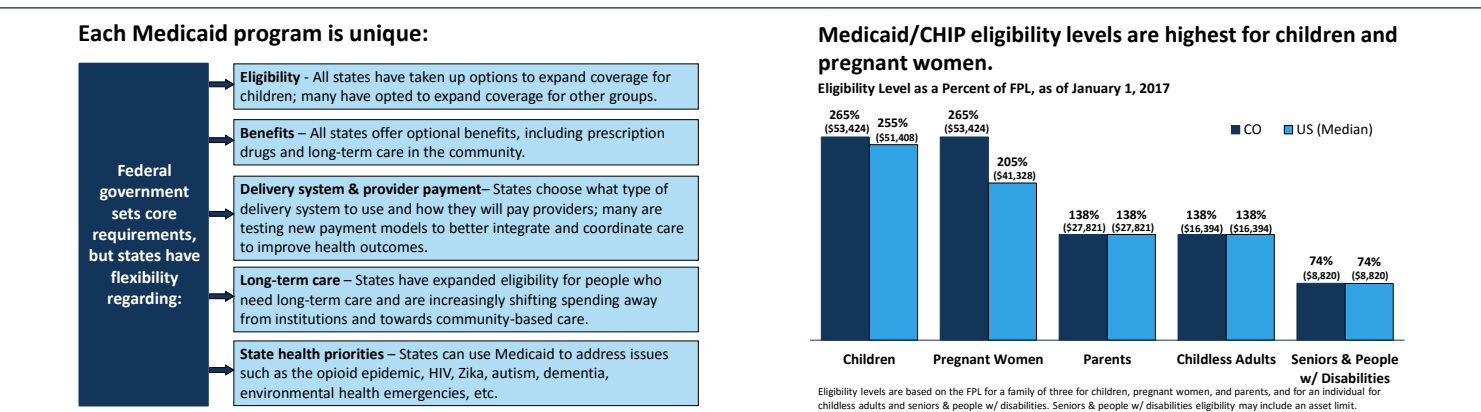 Each Medicaid program is unique:
Federal
government
sets core
requirements,
but states have
flexibility
regarding:
Eligibility - All states have taken up options to expand coverage for
children; many have opted to expand coverage for other groups.
Benefits – All states offer optional benefits, including prescription
drugs and long-term care in the community.
Delivery system & provider payment– States choose what type of
delivery system to use and how they will pay providers; many are
testing new payment models to better integrate and coordinate care
to improve health outcomes.
Long-term care – States have expanded eligibility for people who
need long-term care and are increasingly shifting spending away
from institutions and towards community-based care.
State health priorities – States can use Medicaid to address issues
such as the opioid epidemic, HIV, Zika, autism, dementia,
environmental health emergencies, etc.
Medicaid/CHIP eligibility levels are highest for children and
pregnant women.
Eligibility Level as a Percent of FPL, as of January 1, 2017
CO US (Median)
265%
($53,424)
255%
($51,408)
265%
($53,424)
205%
($41,328)
138%
($27,821)
138%
($27,821)
138%
($16,394)
138%
($16,394)
74%
($8,820)
74%
($8,820)
Children
Pregnant Women
Parents
Childless Adults
Seniors & People
w/ Disabilities
Eligibility levels are based on the FPL for a family of three for children, pregnant women, and parents, and for an individual for
childless adults and seniors & people w/ disabilities. Seniors & people w/ disabilities eligibility may include an asset limit.